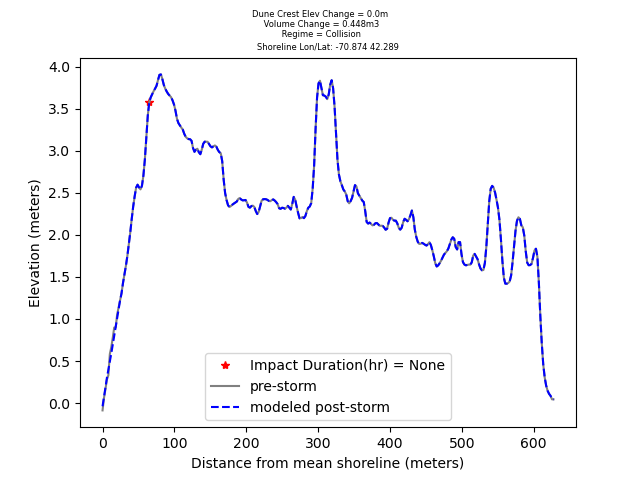 Dune Crest Elev Change = 0.0m
Volume Change = 0.448m3
Regime = Collision
Shoreline Lon/Lat: -70.874 42.289
4.0
3.5
3.0
2.5
2.0
1.5
1.0
0.5
0.0
Elevation (meters)
Impact Duration(hr) = None
pre-storm
modeled post-storm
0 100 200 300 400 500 600
Distance from mean shoreline (meters)